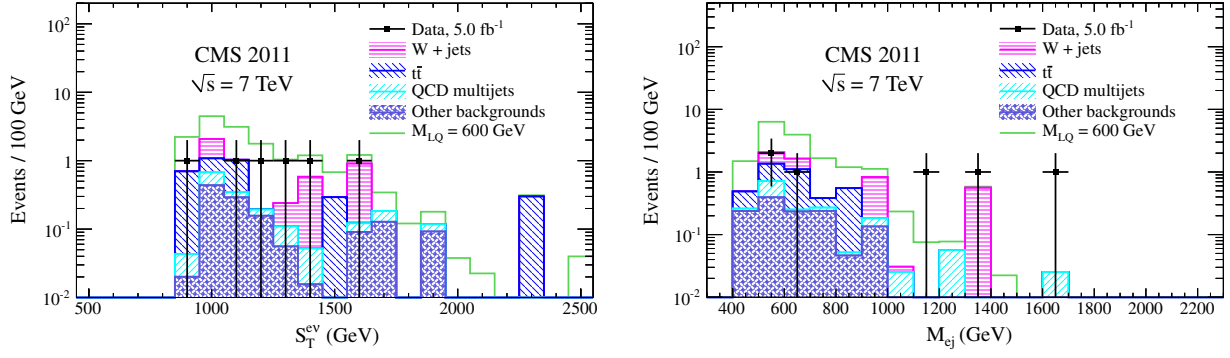 Events / 100 GeV
10²
10
1
10⁻¹
10⁻²
CMS 2011
√s = 7 TeV
Data, 5.0 fb⁻¹
W + jets
tt̄
QCD multijets
Other backgrounds
M_LQ = 600 GeV
500 1000 1500 2000 2500
S_T^eν (GeV)
Events / 100 GeV
10²
10
1
10⁻¹
10⁻²
CMS 2011
√s = 7 TeV
Data, 5.0 fb⁻¹
W + jets
tt̄
QCD multijets
Other backgrounds
M_LQ = 600 GeV
400 600 800 1000 1200 1400 1600 1800 2000 2200
M_ej (GeV)